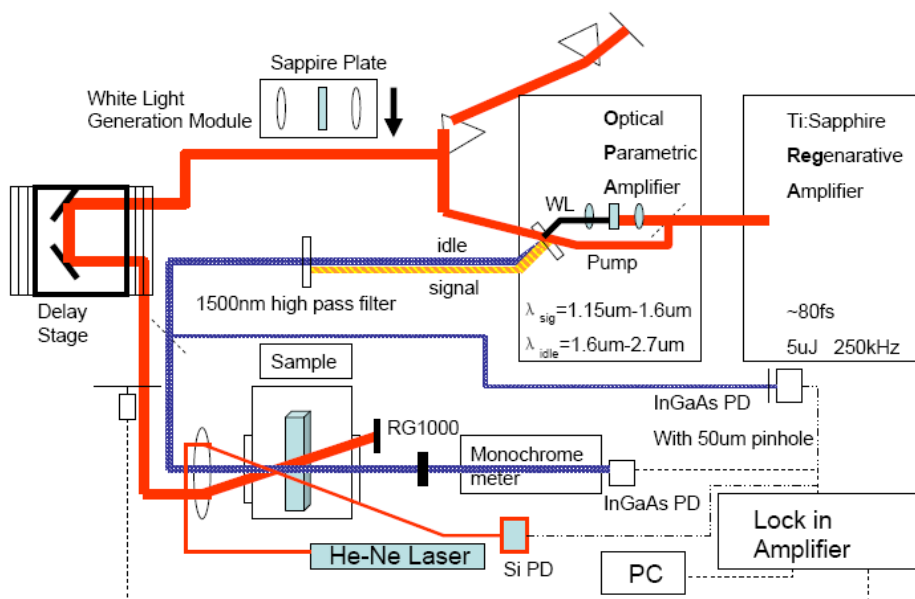 Sappire Plate
White Light
Generation Module
Optical
Parametric
Amplifier
WL
Pump
λsig=1.15um-1.6um
λidle=1.6um-2.7um
Ti:Sapphire
Regenarative
Amplifier
~80fs
5uJ 250kHz
idle
signal
1500nm high pass filter
Delay
Stage
Sample
RG1000
InGaAs PD
With 50um pinhole
Monochrome
meter
InGaAs PD
Lock in
Amplifier
He-Ne Laser
Si PD
PC